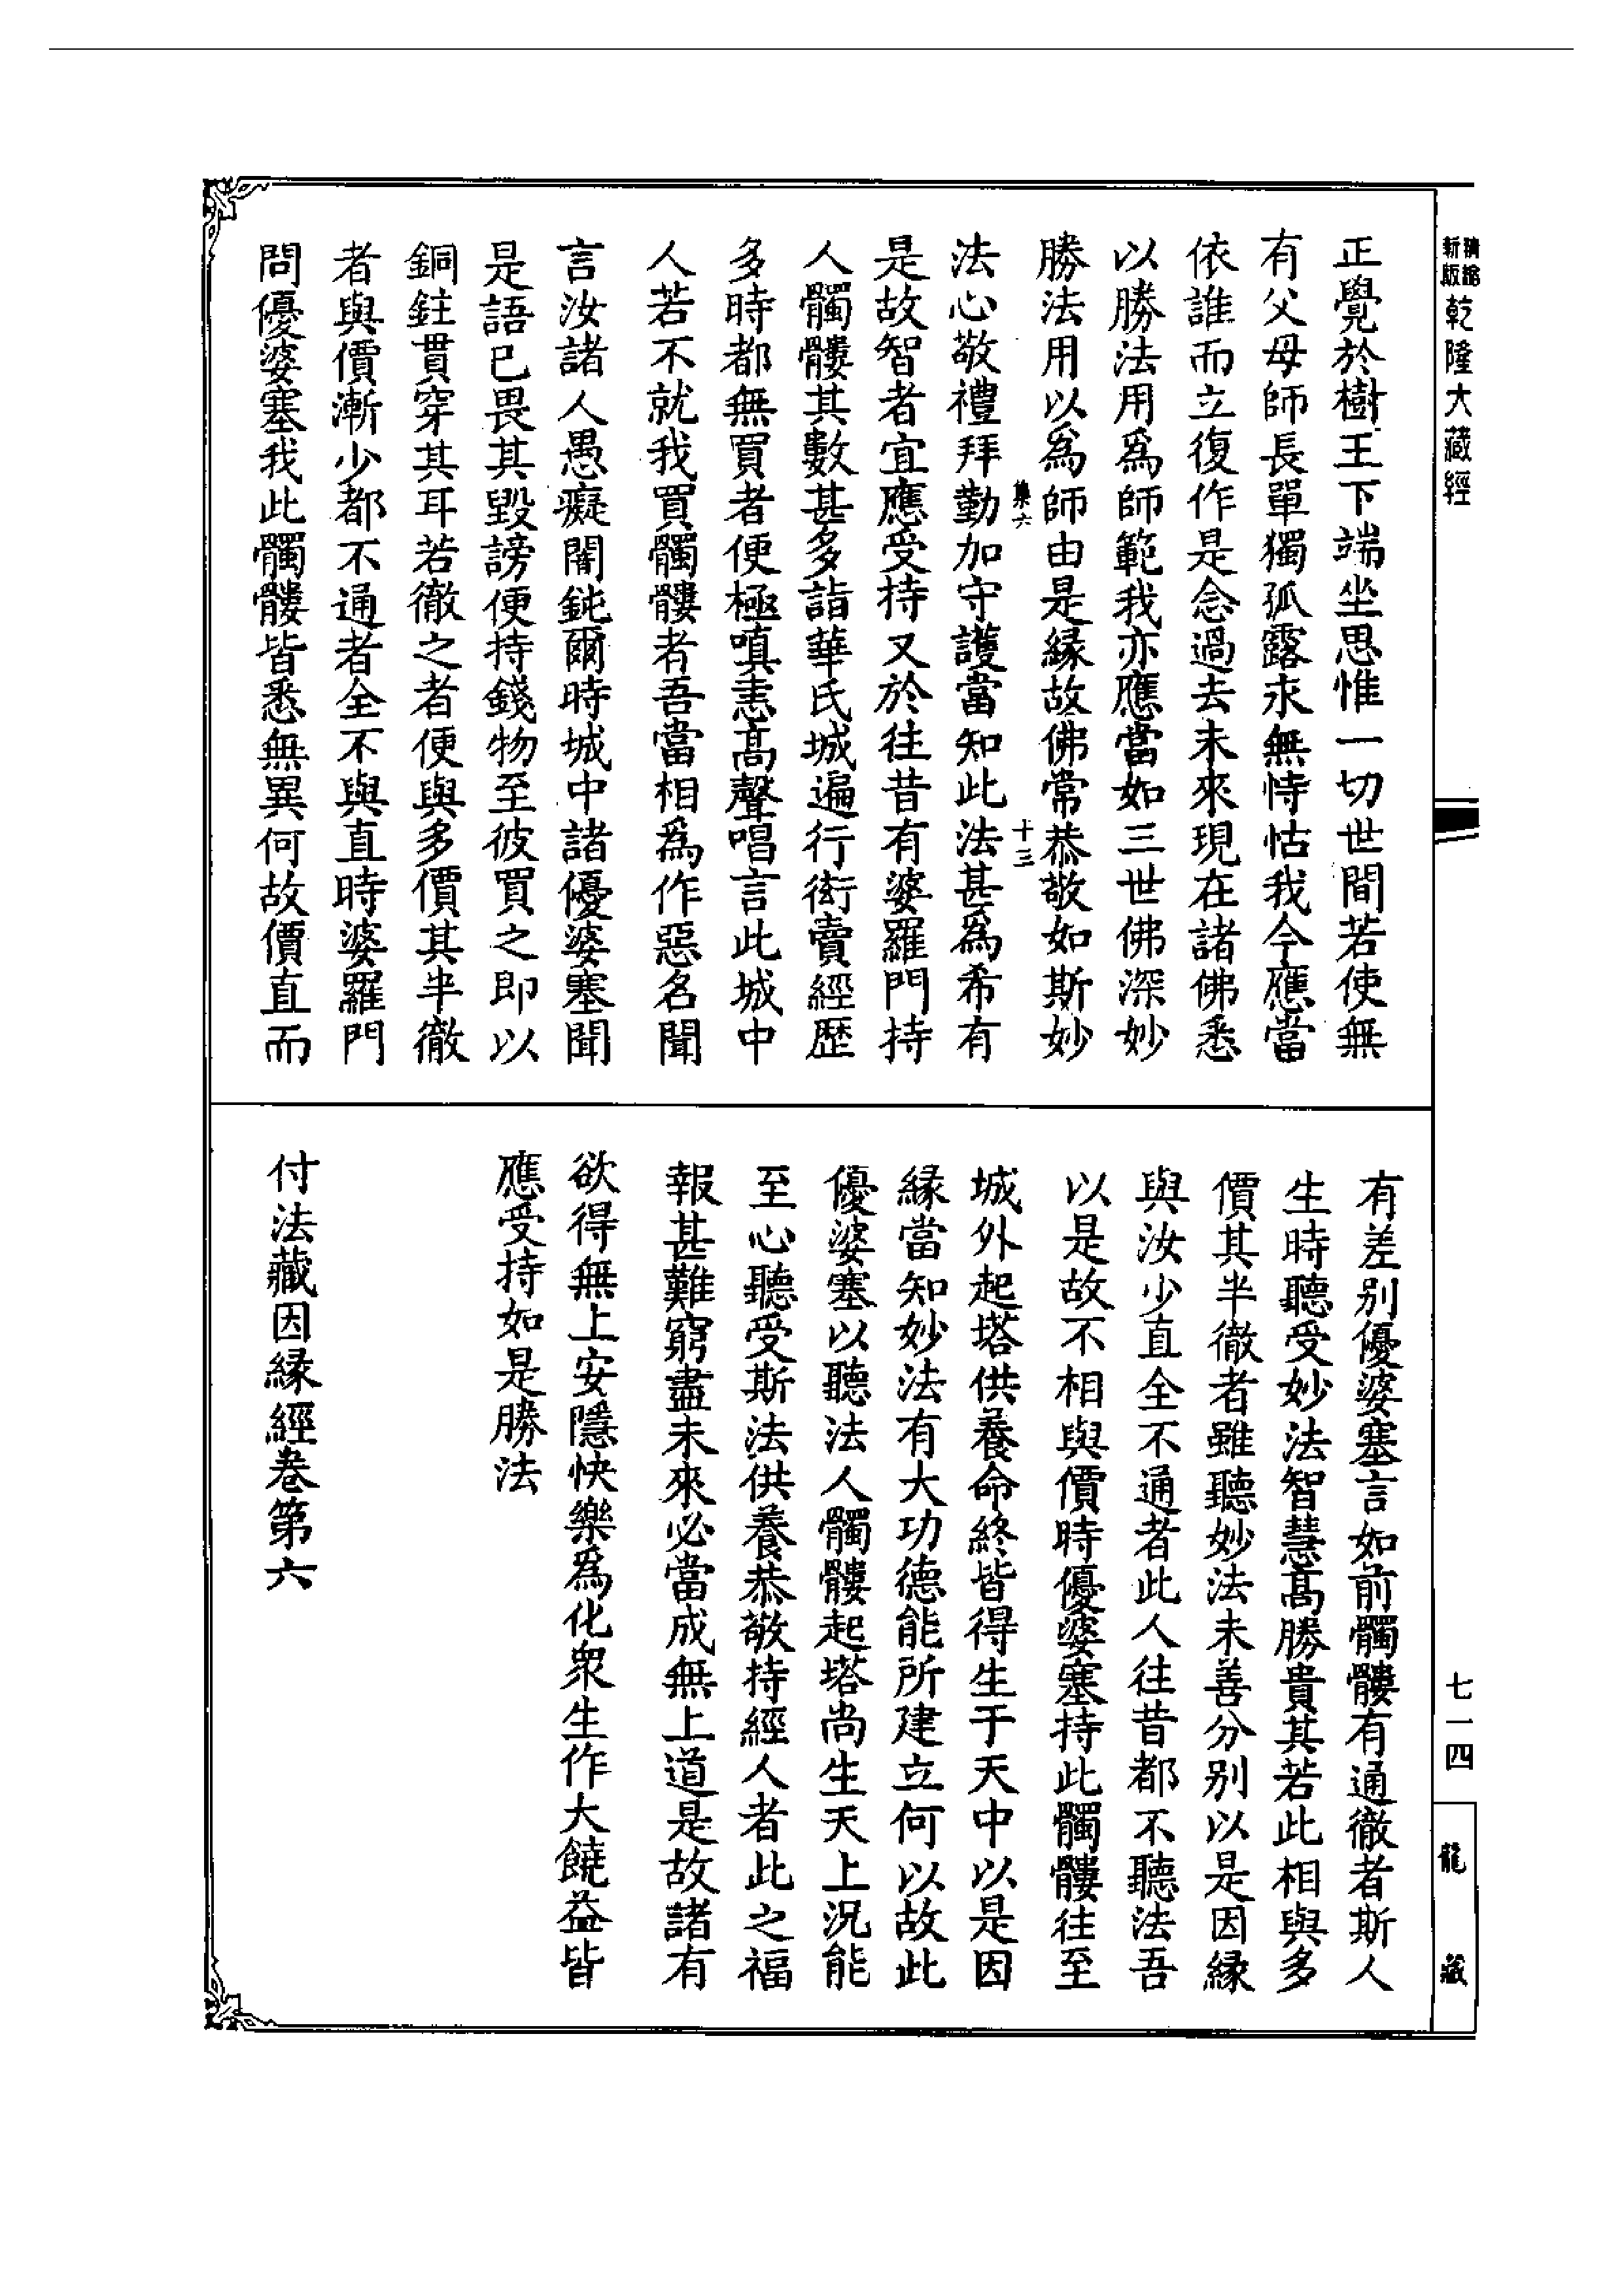 精縮
新版
乾隆大藏經
正覺於樹王下端坐思惟一切世間若使無
有父母師長單獨孤露永無恃怙我今應當
依誰而立復作是念過去未來現在諸佛悉
以勝法用爲師範我亦應當如三世佛深妙
勝法用以爲師由是緣故佛常恭敬如斯妙
集六
十三
法心敬禮拜勤加守護當知此法甚爲希有
是故智者宜應受持又於往昔有婆羅門持
人髑髏其數甚多詣華氏城遍行衒賣經歷
多時都無買者便極嗔恚高聲唱言此城中
人若不就我買髑髏者吾當相爲作惡名聞
言汝諸人愚癡闇鈍爾時城中諸優婆塞聞
是語已畏其毀謗便持錢物至彼買之即以
銅鉒貫穿其耳若徹之者便與多價其半徹
者與價漸少都不通者全不與直時婆羅門
問優婆塞我此髑髏皆悉無異何故價直而
有差別優婆塞言如前髑髏有通徹者斯人
生時聽受妙法智慧高勝貴其若此相與多
價其半徹者雖聽妙法未善分別以是因緣
與汝少直全不通者此人往昔都不聽法吾
以是故不相與價時優婆塞持此髑髏往至
城外起塔供養命終皆得生于天中以是因
緣當知妙法有大功德能所建立何以故此
優婆塞以聽法人髑髏起塔尚生天上況能
至心聽受斯法供養恭敬持經人者此之福
報甚難窮盡未來必當成無上道是故諸有
欲得無上安隱快樂爲化衆生作大饒益皆
應受持如是勝法
付法藏因緣經卷第六
七一四
龍藏